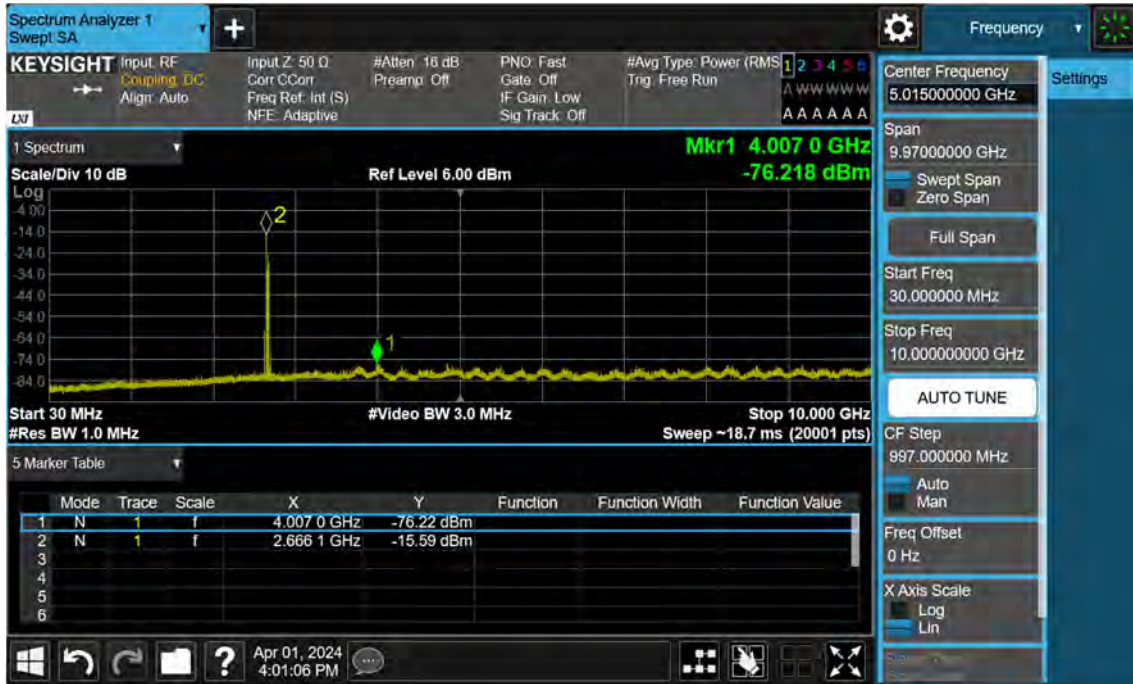 Spectrum Analyzer 1
Swept SA
+
Frequency
KEYSIGHT
Input: RF
Coupling: DC
Align: Auto
Input Z: 50 Ω
Corr CCorr
Freq Ref: Int (S)
NFE: Adaptive
#Atten: 16 dB
Preamp: Off
PNO: Fast
Gate: Off
IF Gain: Low
Sig Track: Off
#Avg Type: Power (RMS
Trig: Free Run
1 2 3 4 5 6
A W W W W W
A A A A A A
LXI
1 Spectrum
Scale/Div 10 dB
Ref Level 6.00 dBm
Mkr1 4.007 0 GHz
-76.218 dBm
Log
-4.00
-14.0
-24.0
-34.0
-44.0
-54.0
-64.0
-74.0
-84.0
2
1
Start 30 MHz
#Video BW 3.0 MHz
Stop 10.000 GHz
#Res BW 1.0 MHz
Sweep ~18.7 ms (20001 pts)
5 Marker Table
Mode Trace Scale X Y Function Function Width Function Value
1 N 1 f 4.007 0 GHz -76.22 dBm
2 N 1 f 2.666 1 GHz -15.59 dBm
3
4
5
6
?
Apr 01, 2024
4:01:06 PM
Center Frequency
5.015000000 GHz
Settings
Span
9.97000000 GHz
Swept Span
Zero Span
Full Span
Start Freq
30.000000 MHz
Stop Freq
10.000000000 GHz
AUTO TUNE
CF Step
997.000000 MHz
Auto
Man
Freq Offset
0 Hz
X Axis Scale
Log
Lin